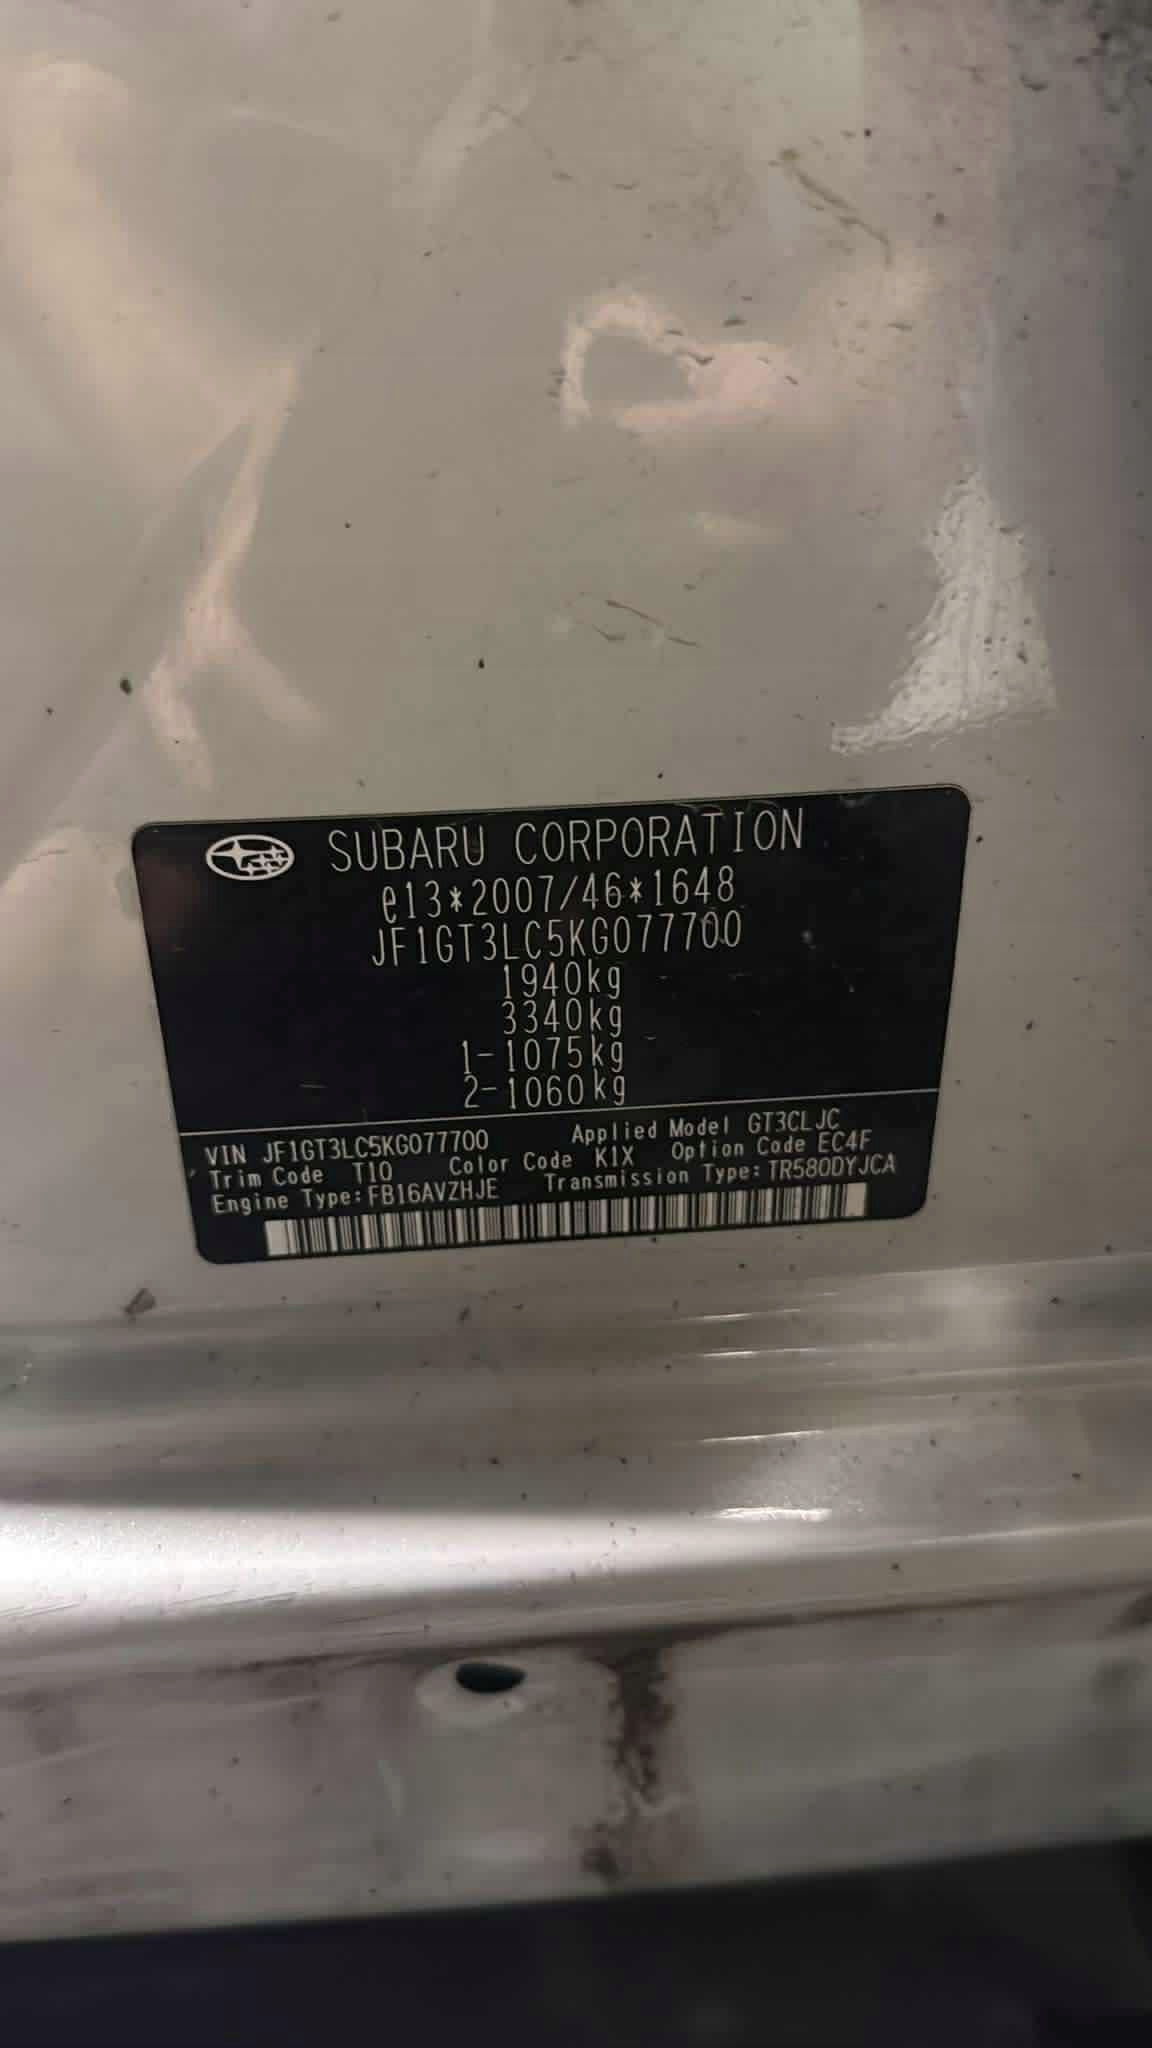 SUBARU CORPORATION
e13*2007/46*1648
JF1GT3LC5KG077700
1940kg
3340kg
1-1075kg
2-1060kg
VIN JF1GT3LC5KG077700 Applied Model GT3CLJC
Trim Code T10 Color Code K1X Option Code EC4F
Engine Type:FB16AVZHJE Transmission Type:TR580DYJCA